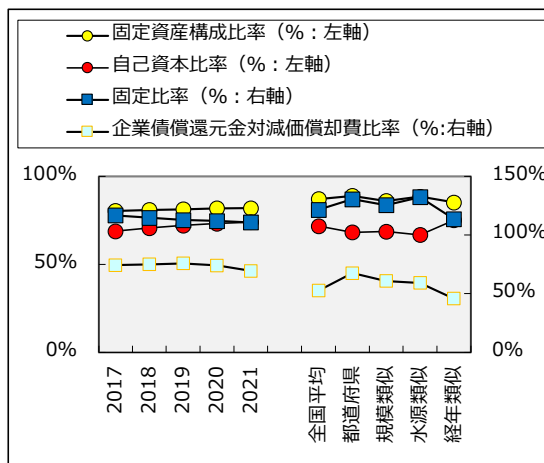 固定資産構成比率（%：左軸）
自己資本比率（%：左軸）
固定比率（%：右軸）
企業債償還元金対減価償却費比率（%:右軸）
100%
50%
0%
150%
100%
50%
0%
2017
2018
2019
2020
2021
全国平均
都道府県
規模類似
水源類似
経年類似